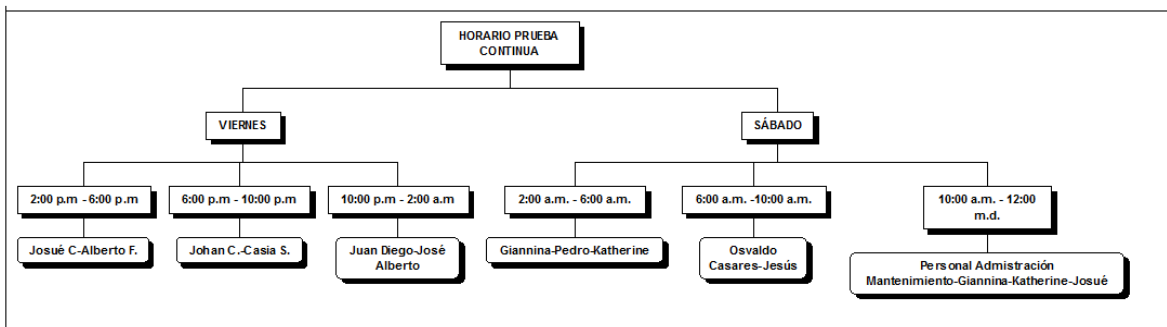 HORARIO PRUEBA
CONTINUA
VIERNES
SÁBADO
2:00 p.m - 6:00 p.m
6:00 p.m - 10:00 p.m
10:00 p.m - 2:00 a.m
2:00 a.m. - 6:00 a.m.
6:00 a.m. -10:00 a.m.
10:00 a.m. - 12:00
m.d.
Josué C-Alberto F.
Johan C.-Casia S.
Juan Diego-José
Alberto
Giannina-Pedro-Katherine
Osvaldo
Casares-Jesús
Personal Admistración
Mantenimiento-Giannina-Katherine-Josué